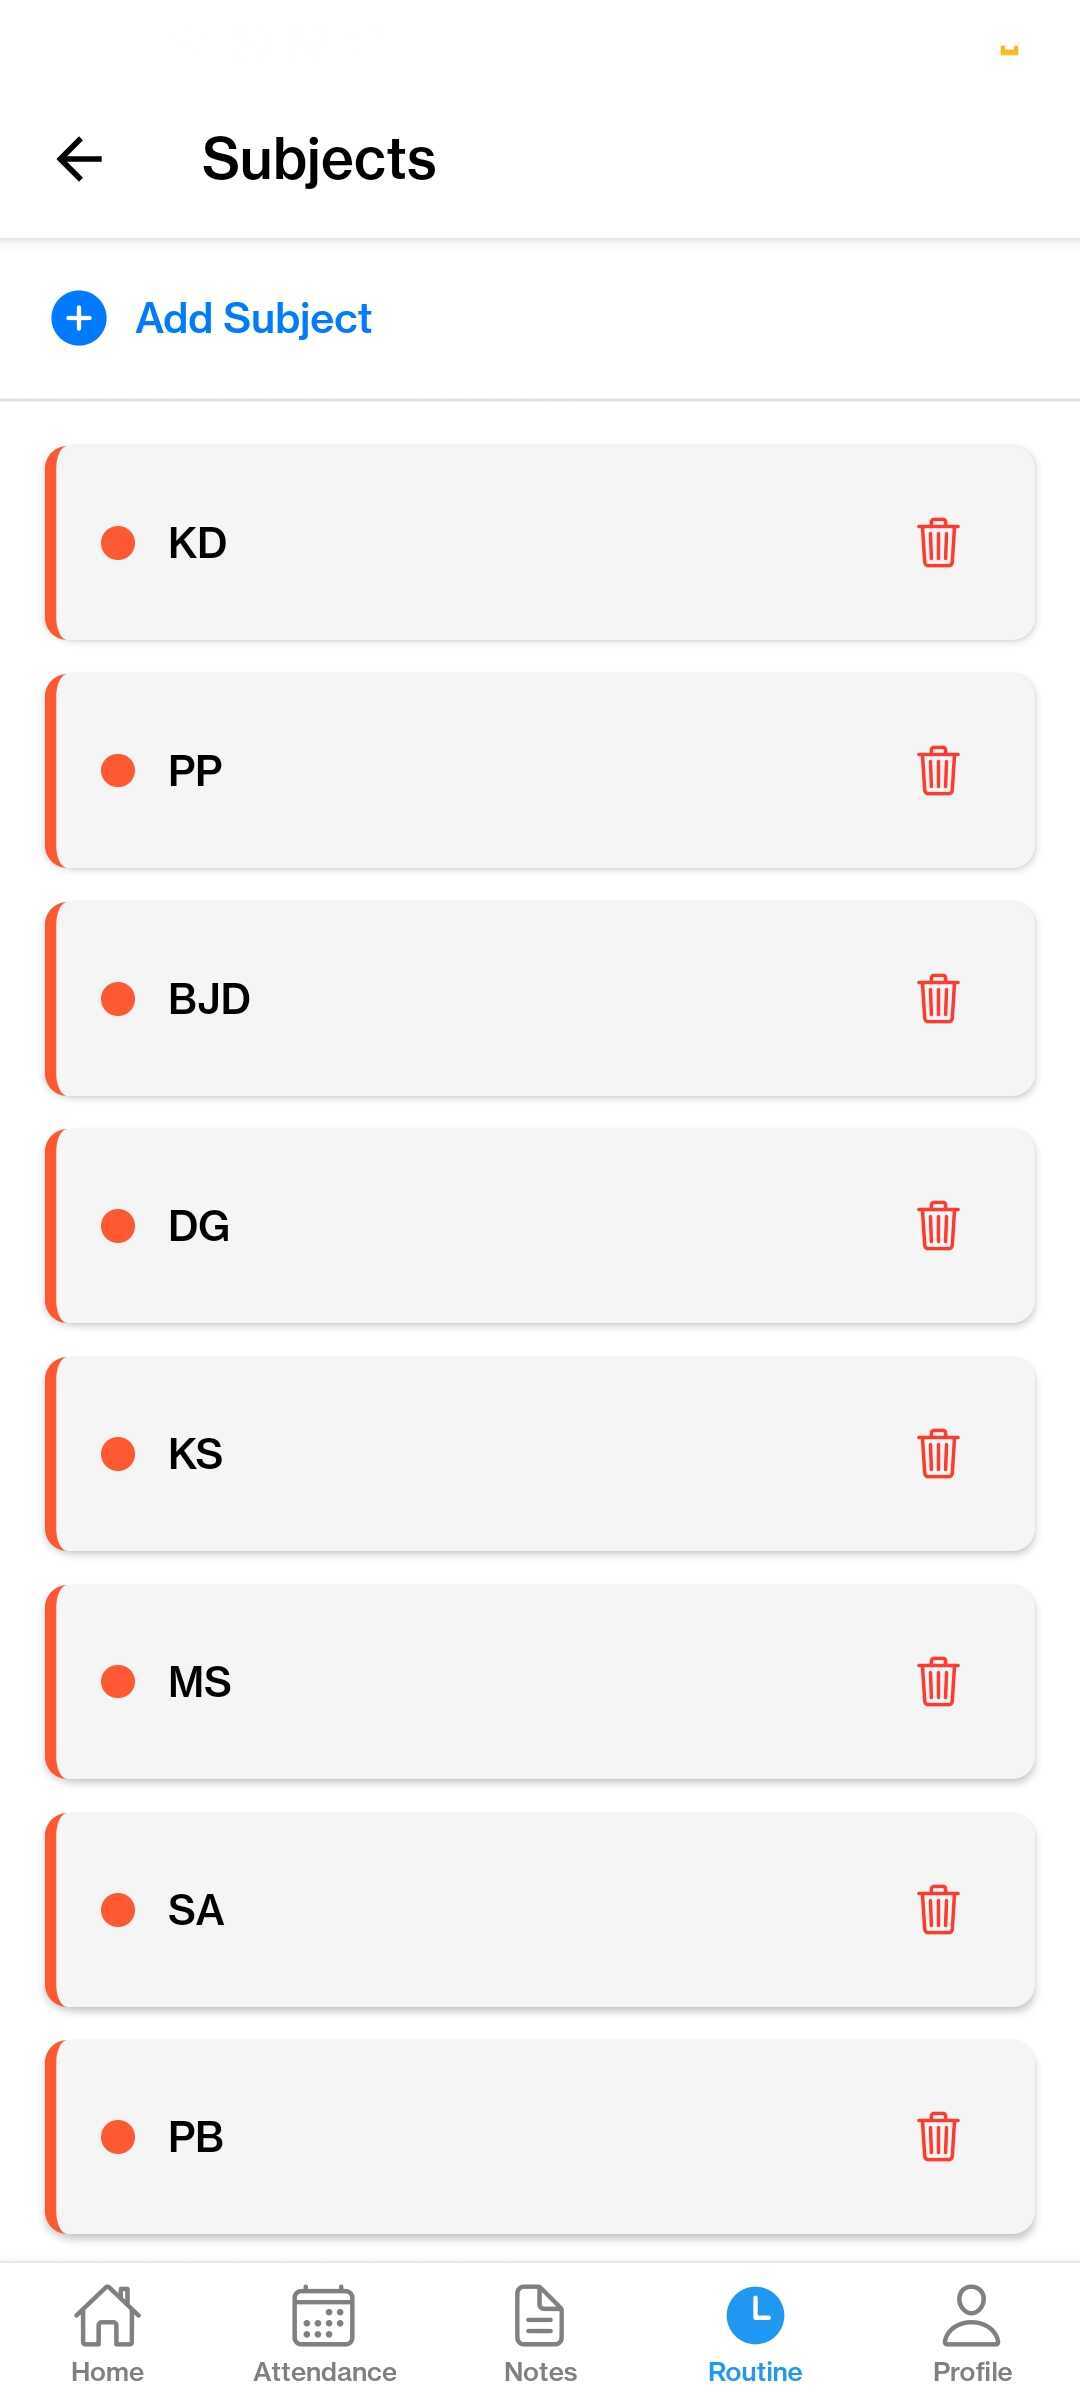 Subjects
Add Subject
KD
PP
BJD
DG
KS
MS
SA
PB
Home
Attendance
Notes
Routine
Profile